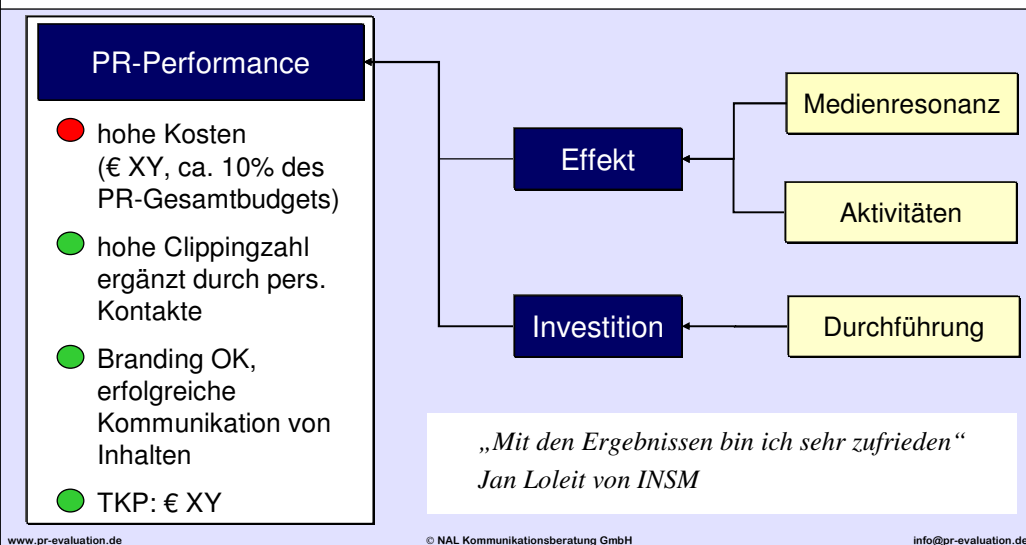 PR-Performance
hohe Kosten
(€ XY, ca. 10% des
PR-Gesamtbudgets)
hohe Clippingzahl
ergänzt durch pers.
Kontakte
Branding OK,
erfolgreiche
Kommunikation von
Inhalten
TKP: € XY
Effekt
Investition
Medienresonanz
Aktivitäten
Durchführung
„Mit den Ergebnissen bin ich sehr zufrieden“
Jan Loleit von INSM
www.pr-evaluation.de
© NAL Kommunikationsberatung GmbH
info@pr-evaluation.de